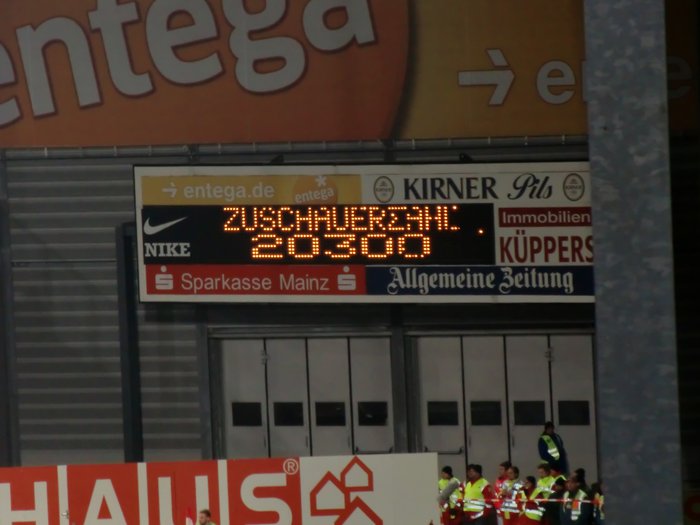 entega
→ e
→ entega.de
entega
KIRNER Pils
ZUSCHAUERZAHL
20300
NIKE
Immobilien
KÜPPERS
Sparkasse Mainz
Allgemeine Zeitung
HAUS®